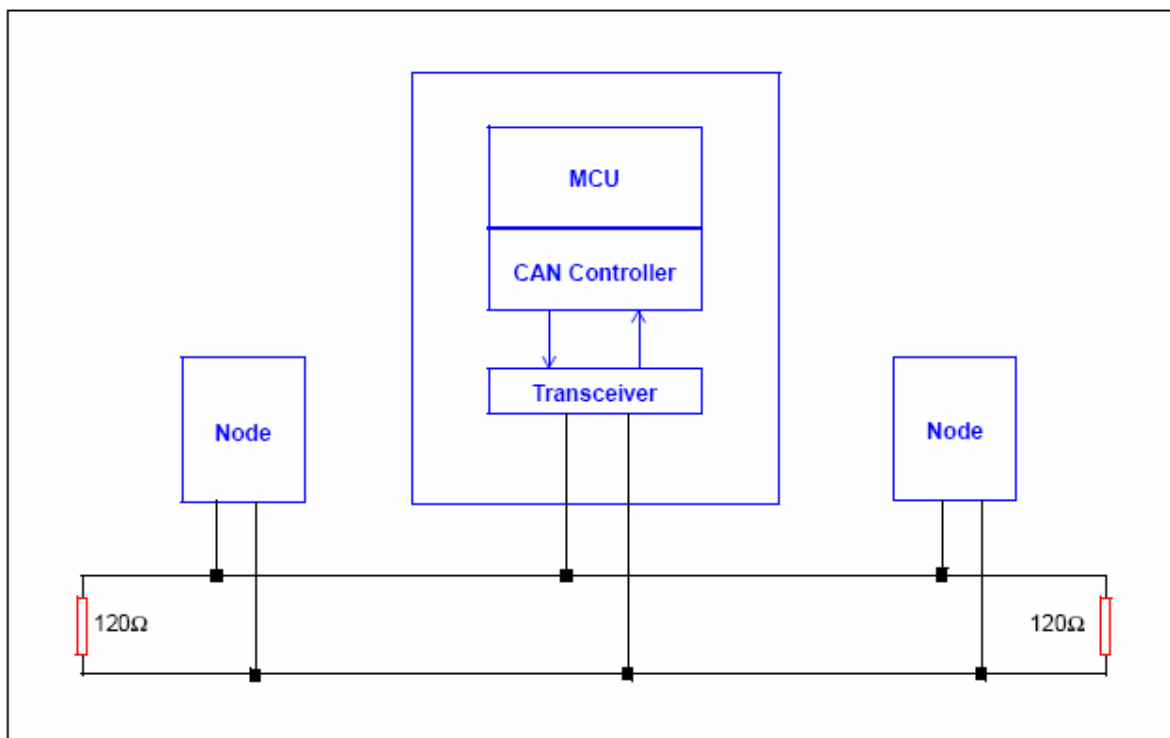 MCU
CAN Controller
Transceiver
Node
Node
120Ω
120Ω